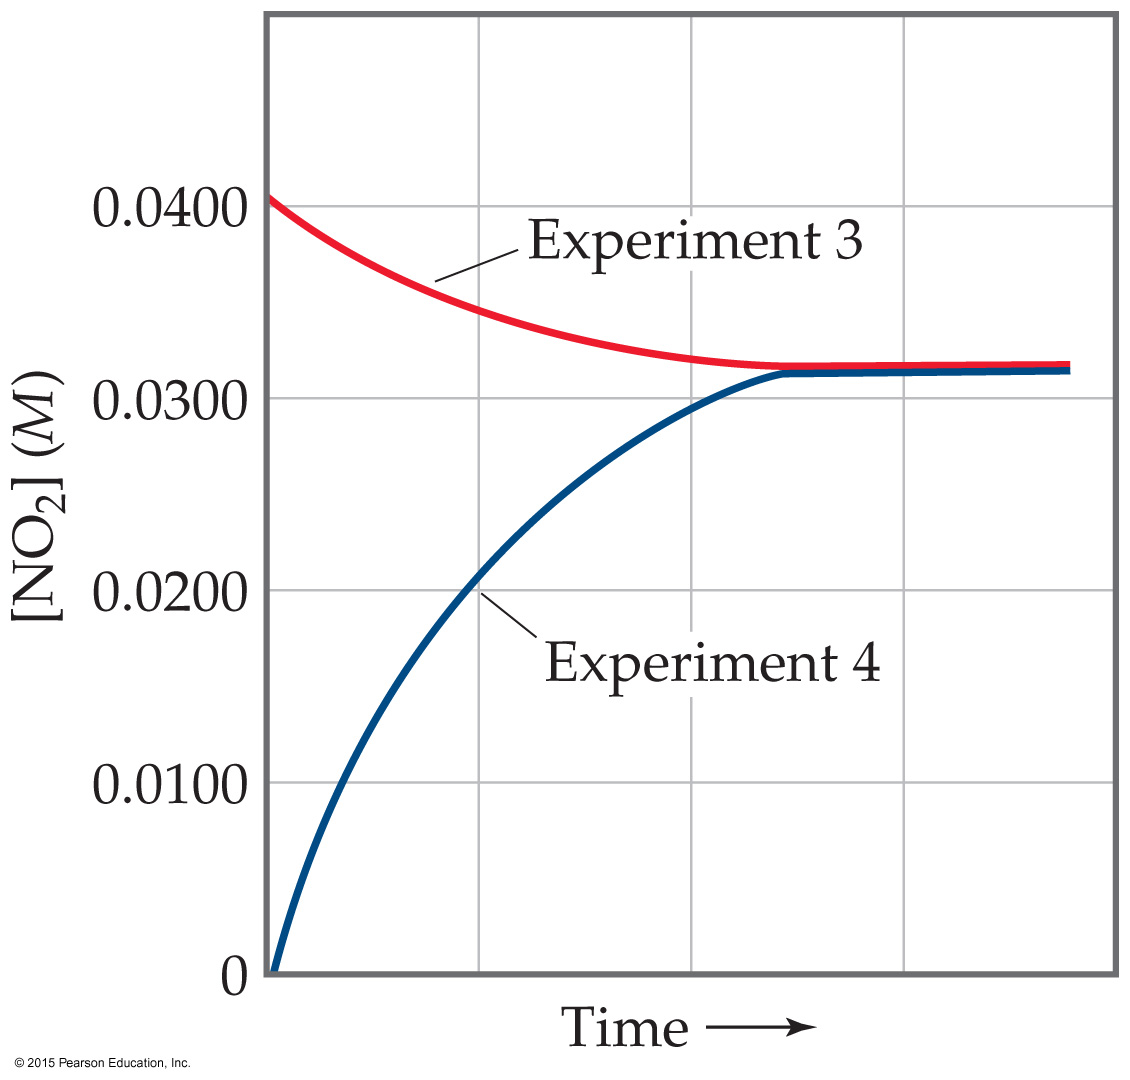 0.0400
Experiment 3
[NO₂] (M)
0.0300
0.0200
Experiment 4
0.0100
0
Time
© 2015 Pearson Education, Inc.